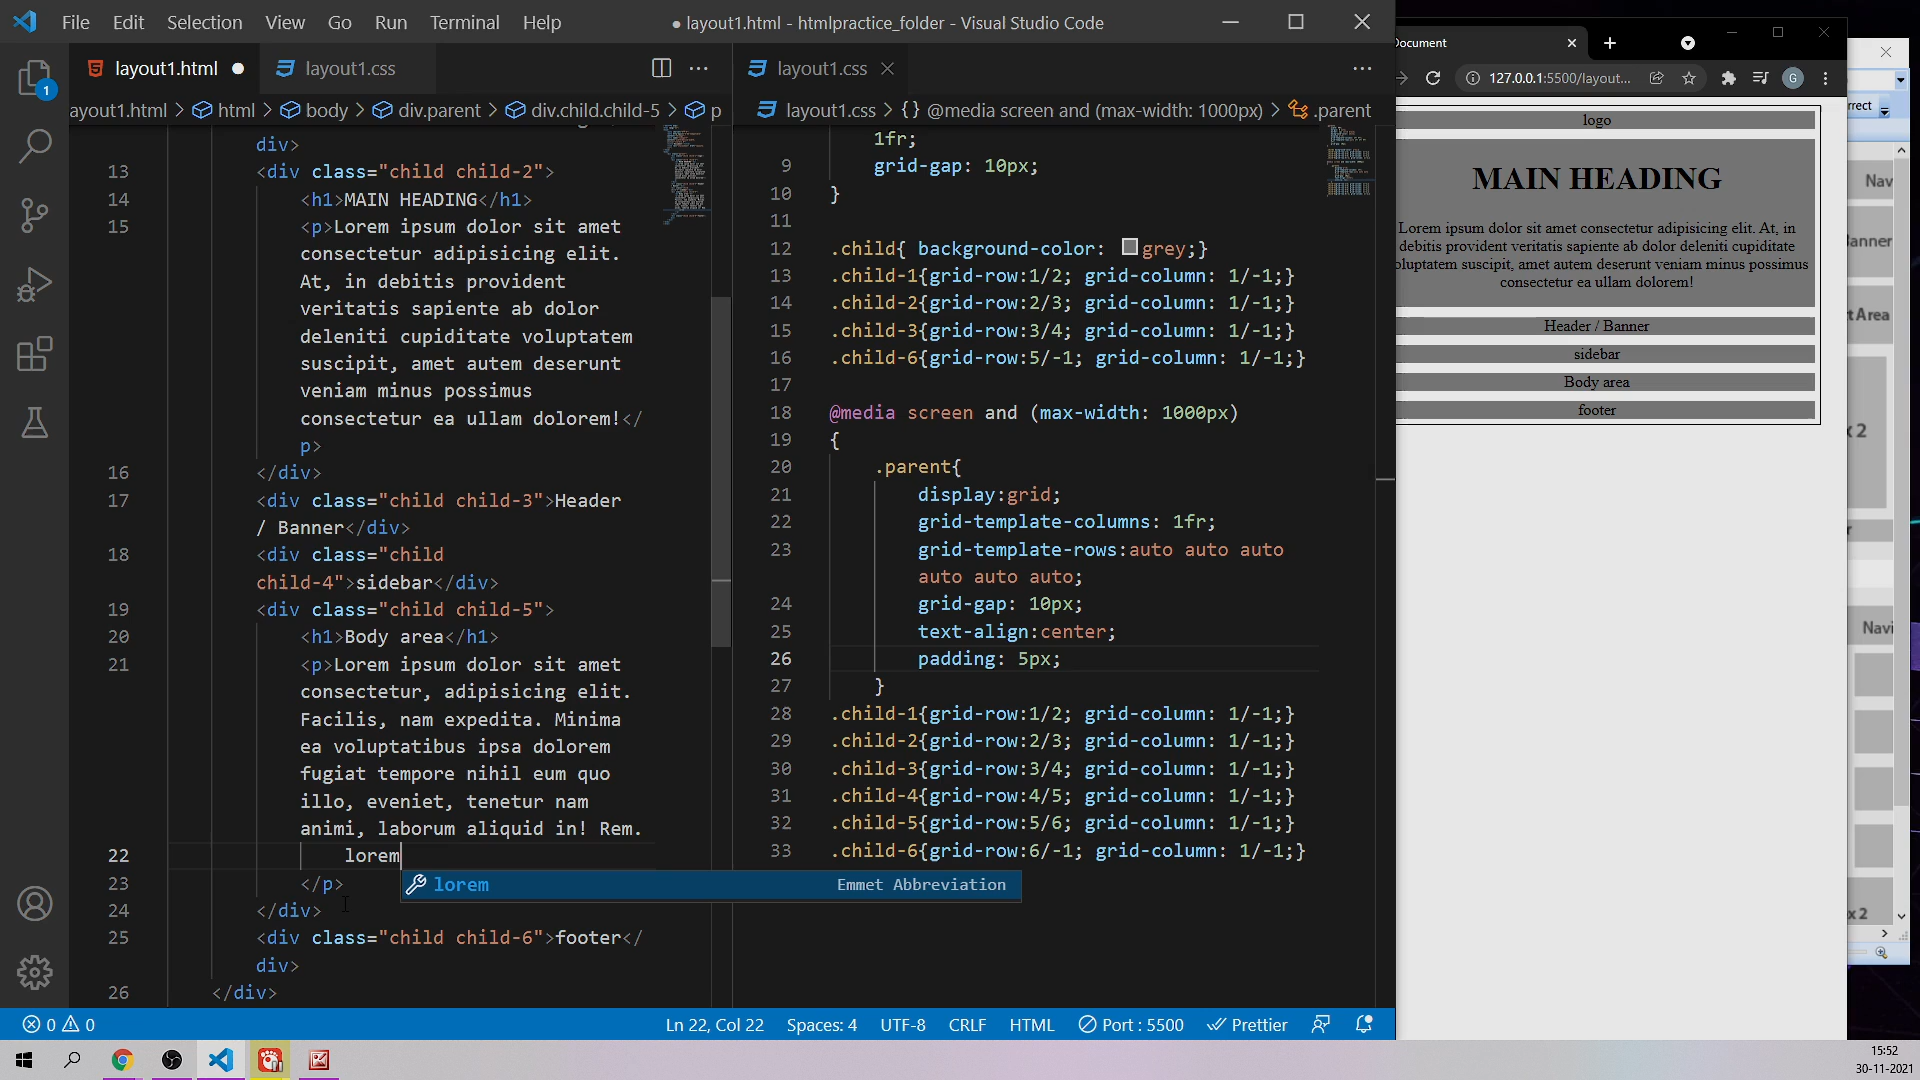 File Edit Selection View Go Run Terminal Help
● layout1.html - htmlpractice_folder - Visual Studio Code
layout1.html ●
layout1.css
layout1.css
ayout1.html > html > body > div.parent > div.child.child-5 > p
layout1.css > {} @media screen and (max-width: 1000px) > .parent
div>
13 <div class="child child-2">
14 <h1>MAIN HEADING</h1>
15 <p>Lorem ipsum dolor sit amet
consectetur adipisicing elit.
At, in debitis provident
veritatis sapiente ab dolor
deleniti cupiditate voluptatem
suscipit, amet autem deserunt
veniam minus possimus
consectetur ea ullam dolorem!</
p>
16 </div>
17 <div class="child child-3">Header
/ Banner</div>
18 <div class="child
child-4">sidebar</div>
19 <div class="child child-5">
20 <h1>Body area</h1>
21 <p>Lorem ipsum dolor sit amet
consectetur, adipisicing elit.
Facilis, nam expedita. Minima
ea voluptatibus ipsa dolorem
fugiat tempore nihil eum quo
illo, eveniet, tenetur nam
animi, laborum aliquid in! Rem.
22 lorem
23 </p>
24 </div>
25 <div class="child child-6">footer</
div>
26 </div>
lorem Emmet Abbreviation
1fr;
9 grid-gap: 10px;
10 }
11
12 .child{ background-color: grey;}
13 .child-1{grid-row:1/2; grid-column: 1/-1;}
14 .child-2{grid-row:2/3; grid-column: 1/-1;}
15 .child-3{grid-row:3/4; grid-column: 1/-1;}
16 .child-6{grid-row:5/-1; grid-column: 1/-1;}
17
18 @media screen and (max-width: 1000px)
19 {
20 .parent{
21 display:grid;
22 grid-template-columns: 1fr;
23 grid-template-rows:auto auto auto
auto auto auto;
24 grid-gap: 10px;
25 text-align:center;
26 padding: 5px;
27 }
28 .child-1{grid-row:1/2; grid-column: 1/-1;}
29 .child-2{grid-row:2/3; grid-column: 1/-1;}
30 .child-3{grid-row:3/4; grid-column: 1/-1;}
31 .child-4{grid-row:4/5; grid-column: 1/-1;}
32 .child-5{grid-row:5/6; grid-column: 1/-1;}
33 .child-6{grid-row:6/-1; grid-column: 1/-1;}
1
0 0
Ln 22, Col 22
Spaces: 4
UTF-8
CRLF
HTML
Port : 5500
Prettier
Document
127.0.0.1:5500/layout...
G
logo
MAIN HEADING
Lorem ipsum dolor sit amet consectetur adipisicing elit. At, in
debitis provident veritatis sapiente ab dolor deleniti cupiditate
oluptatem suscipit, amet autem deserunt veniam minus possimus
consectetur ea ullam dolorem!
Header / Banner
sidebar
Body area
footer
rrect
Nav
anner
t Area
x 2
r
Navi
x 2
15:52
30-11-2021